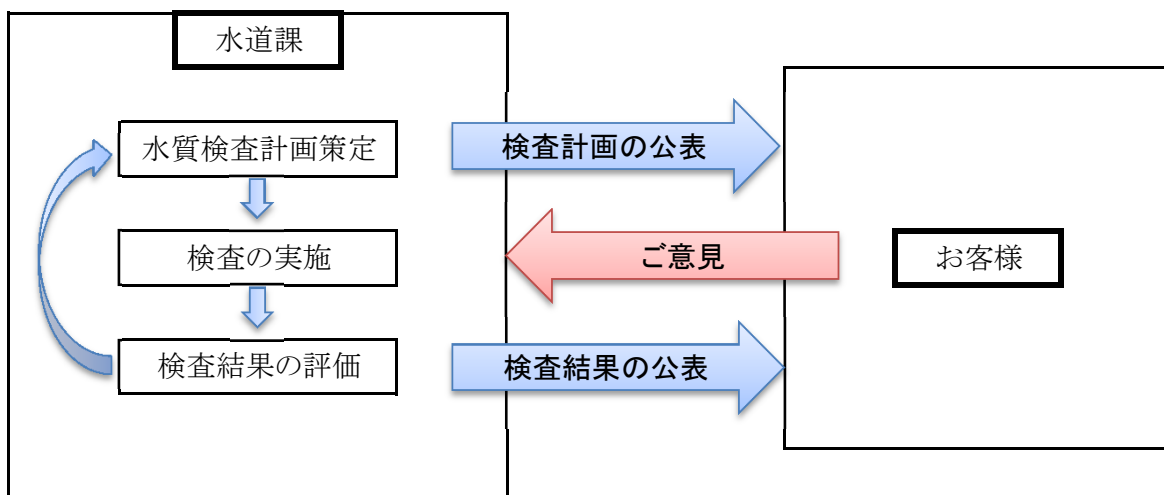 水道課
水質検査計画策定
検査計画の公表
検査の実施
ご意見
お客様
検査結果の評価
検査結果の公表